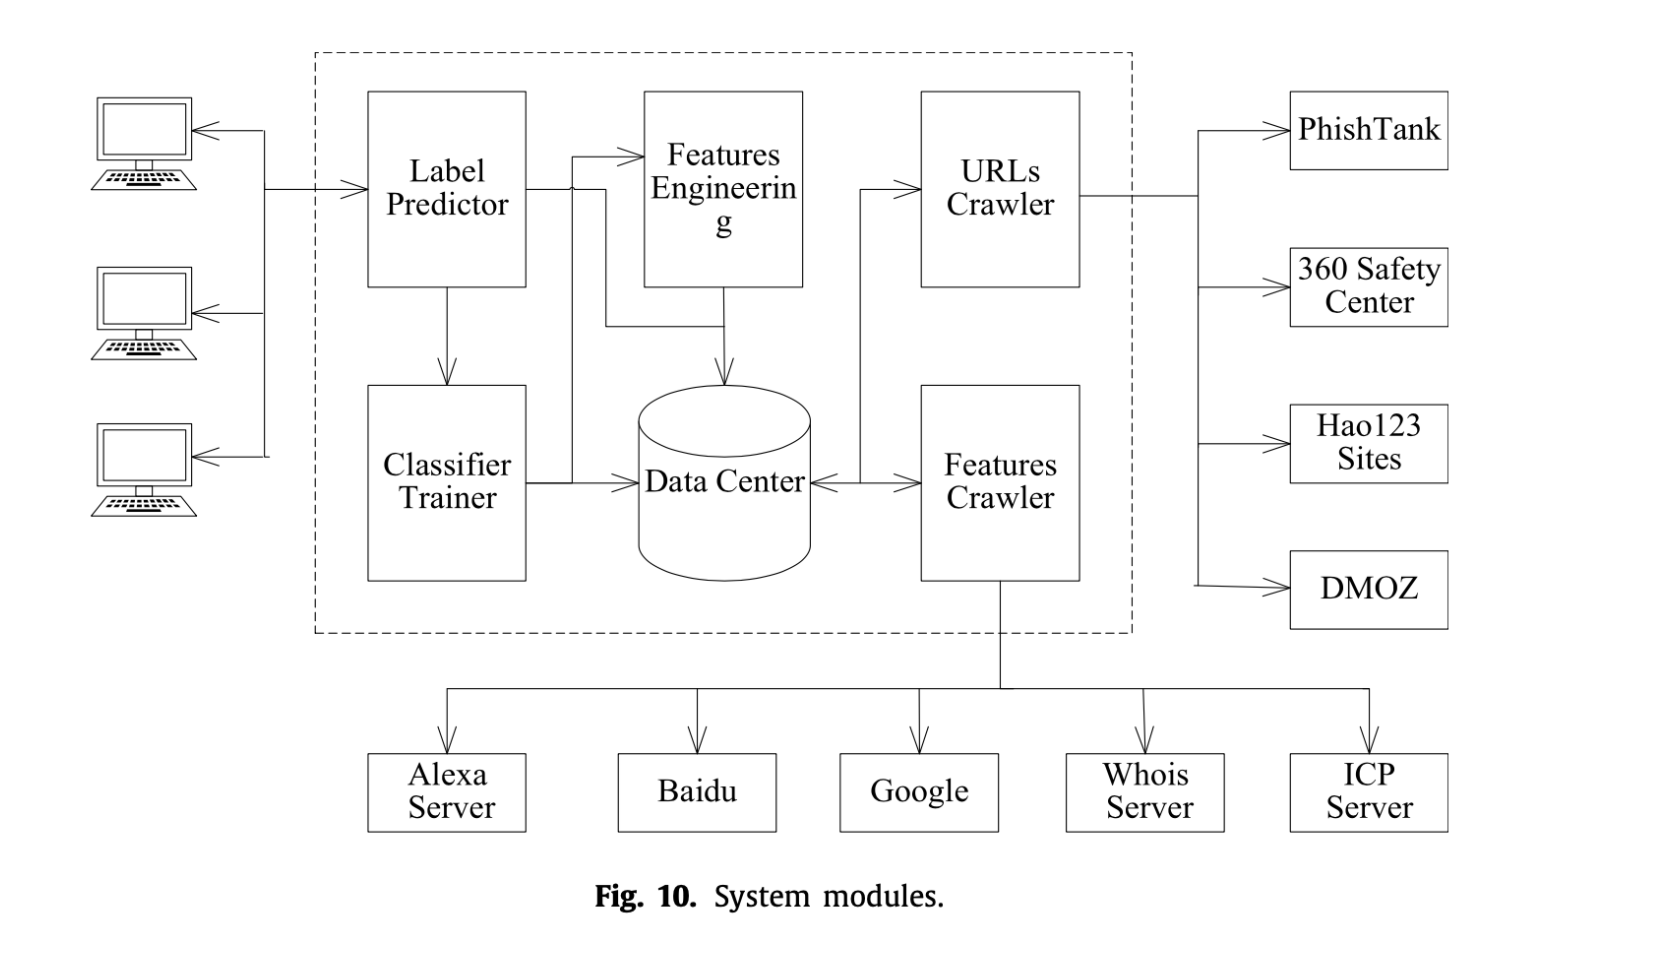 Label
Predictor
Features
Engineerin
g
URLs
Crawler
PhishTank
360 Safety
Center
Classifier
Trainer
Data Center
Features
Crawler
Hao123
Sites
DMOZ
Alexa
Server
Baidu
Google
Whois
Server
ICP
Server
Fig. 10. System modules.